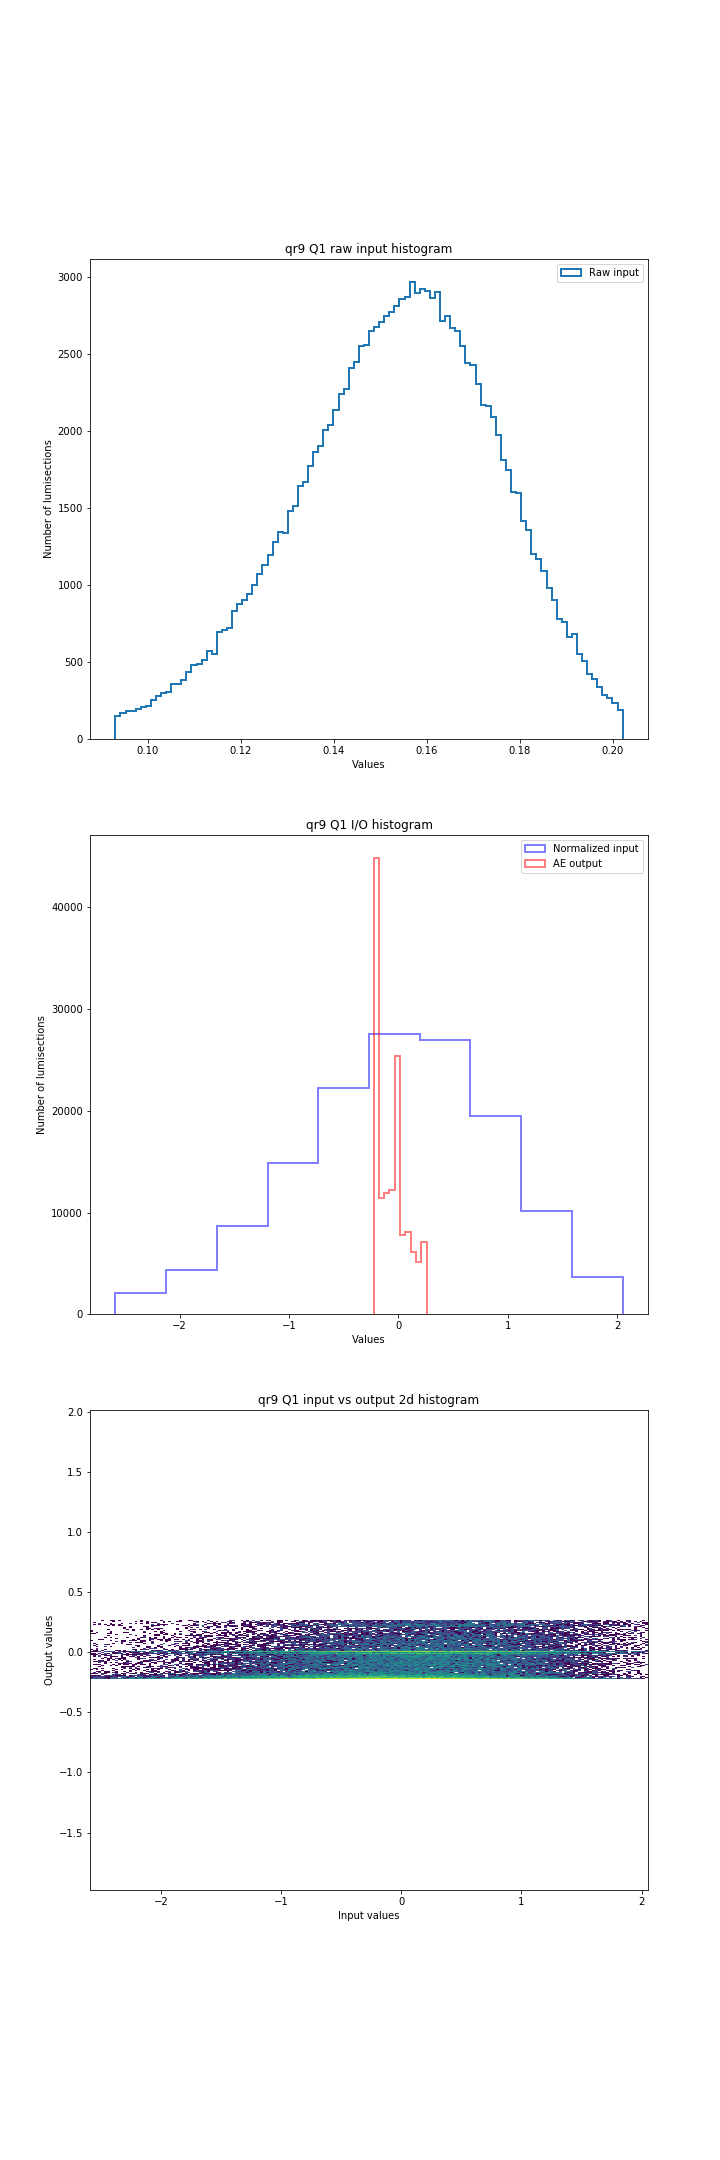 qr9 Q1 raw input histogram
Raw input
3000
2500
2000
1500
1000
500
0
Number of lumisections
0.10 0.12 0.14 0.16 0.18 0.20
Values
qr9 Q1 I/O histogram
Normalized input
AE output
40000
30000
20000
10000
0
Number of lumisections
−2 −1 0 1 2
Values
qr9 Q1 input vs output 2d histogram
2.0
1.5
1.0
0.5
0.0
−0.5
−1.0
−1.5
Output values
−2 −1 0 1 2
Input values